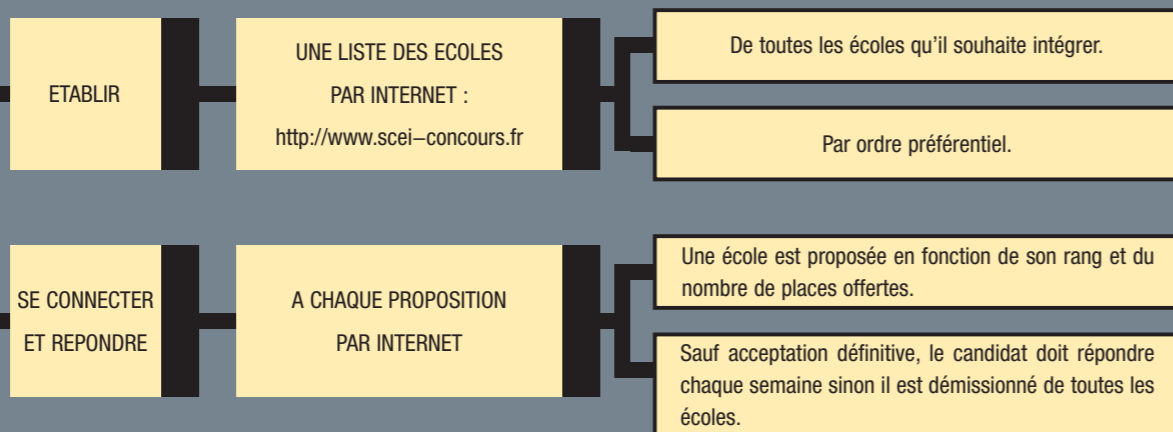 ETABLIR
UNE LISTE DES ECOLES
PAR INTERNET :
http://www.scei–concours.fr
De toutes les écoles qu'il souhaite intégrer.
Par ordre préférentiel.
SE CONNECTER
ET REPONDRE
A CHAQUE PROPOSITION
PAR INTERNET
Une école est proposée en fonction de son rang et du
nombre de places offertes.
Sauf acceptation définitive, le candidat doit répondre
chaque semaine sinon il est démissionné de toutes les
écoles.